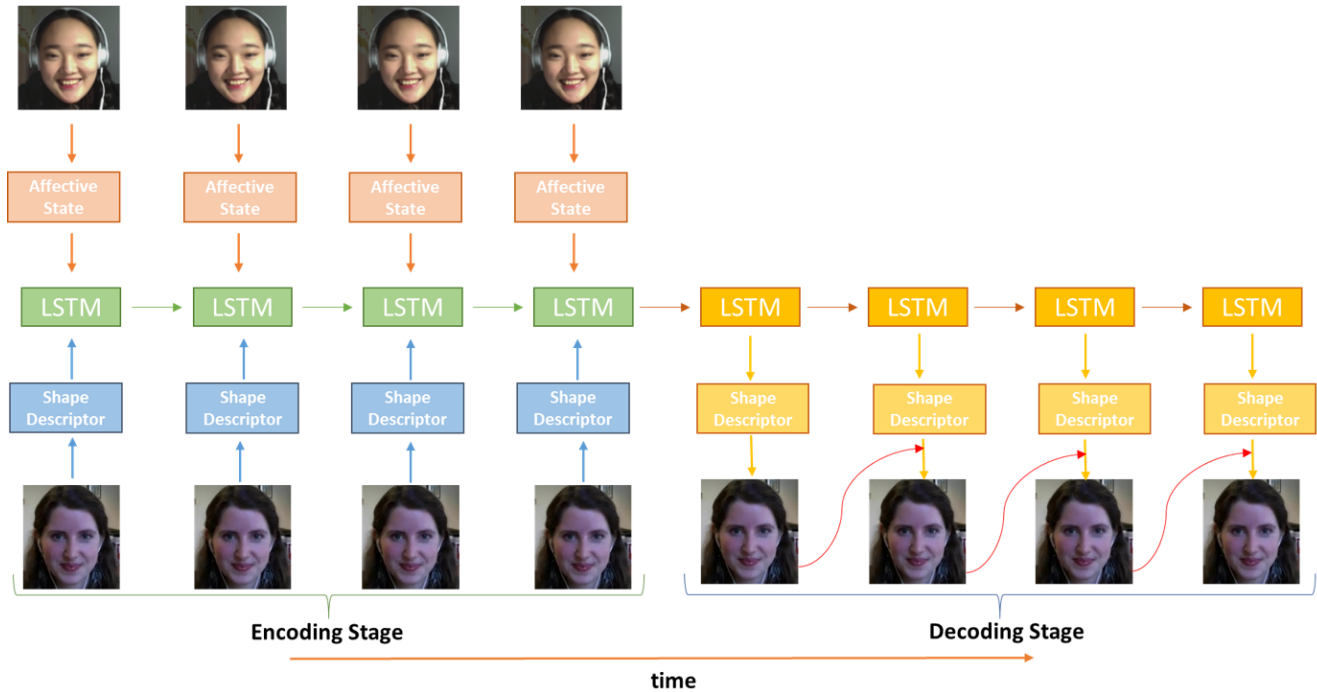 Affective
State
Affective
State
Affective
State
Affective
State
LSTM
LSTM
LSTM
LSTM
LSTM
LSTM
LSTM
LSTM
Shape
Descriptor
Shape
Descriptor
Shape
Descriptor
Shape
Descriptor
Shape
Descriptor
Shape
Descriptor
Shape
Descriptor
Shape
Descriptor
Encoding Stage
Decoding Stage
time